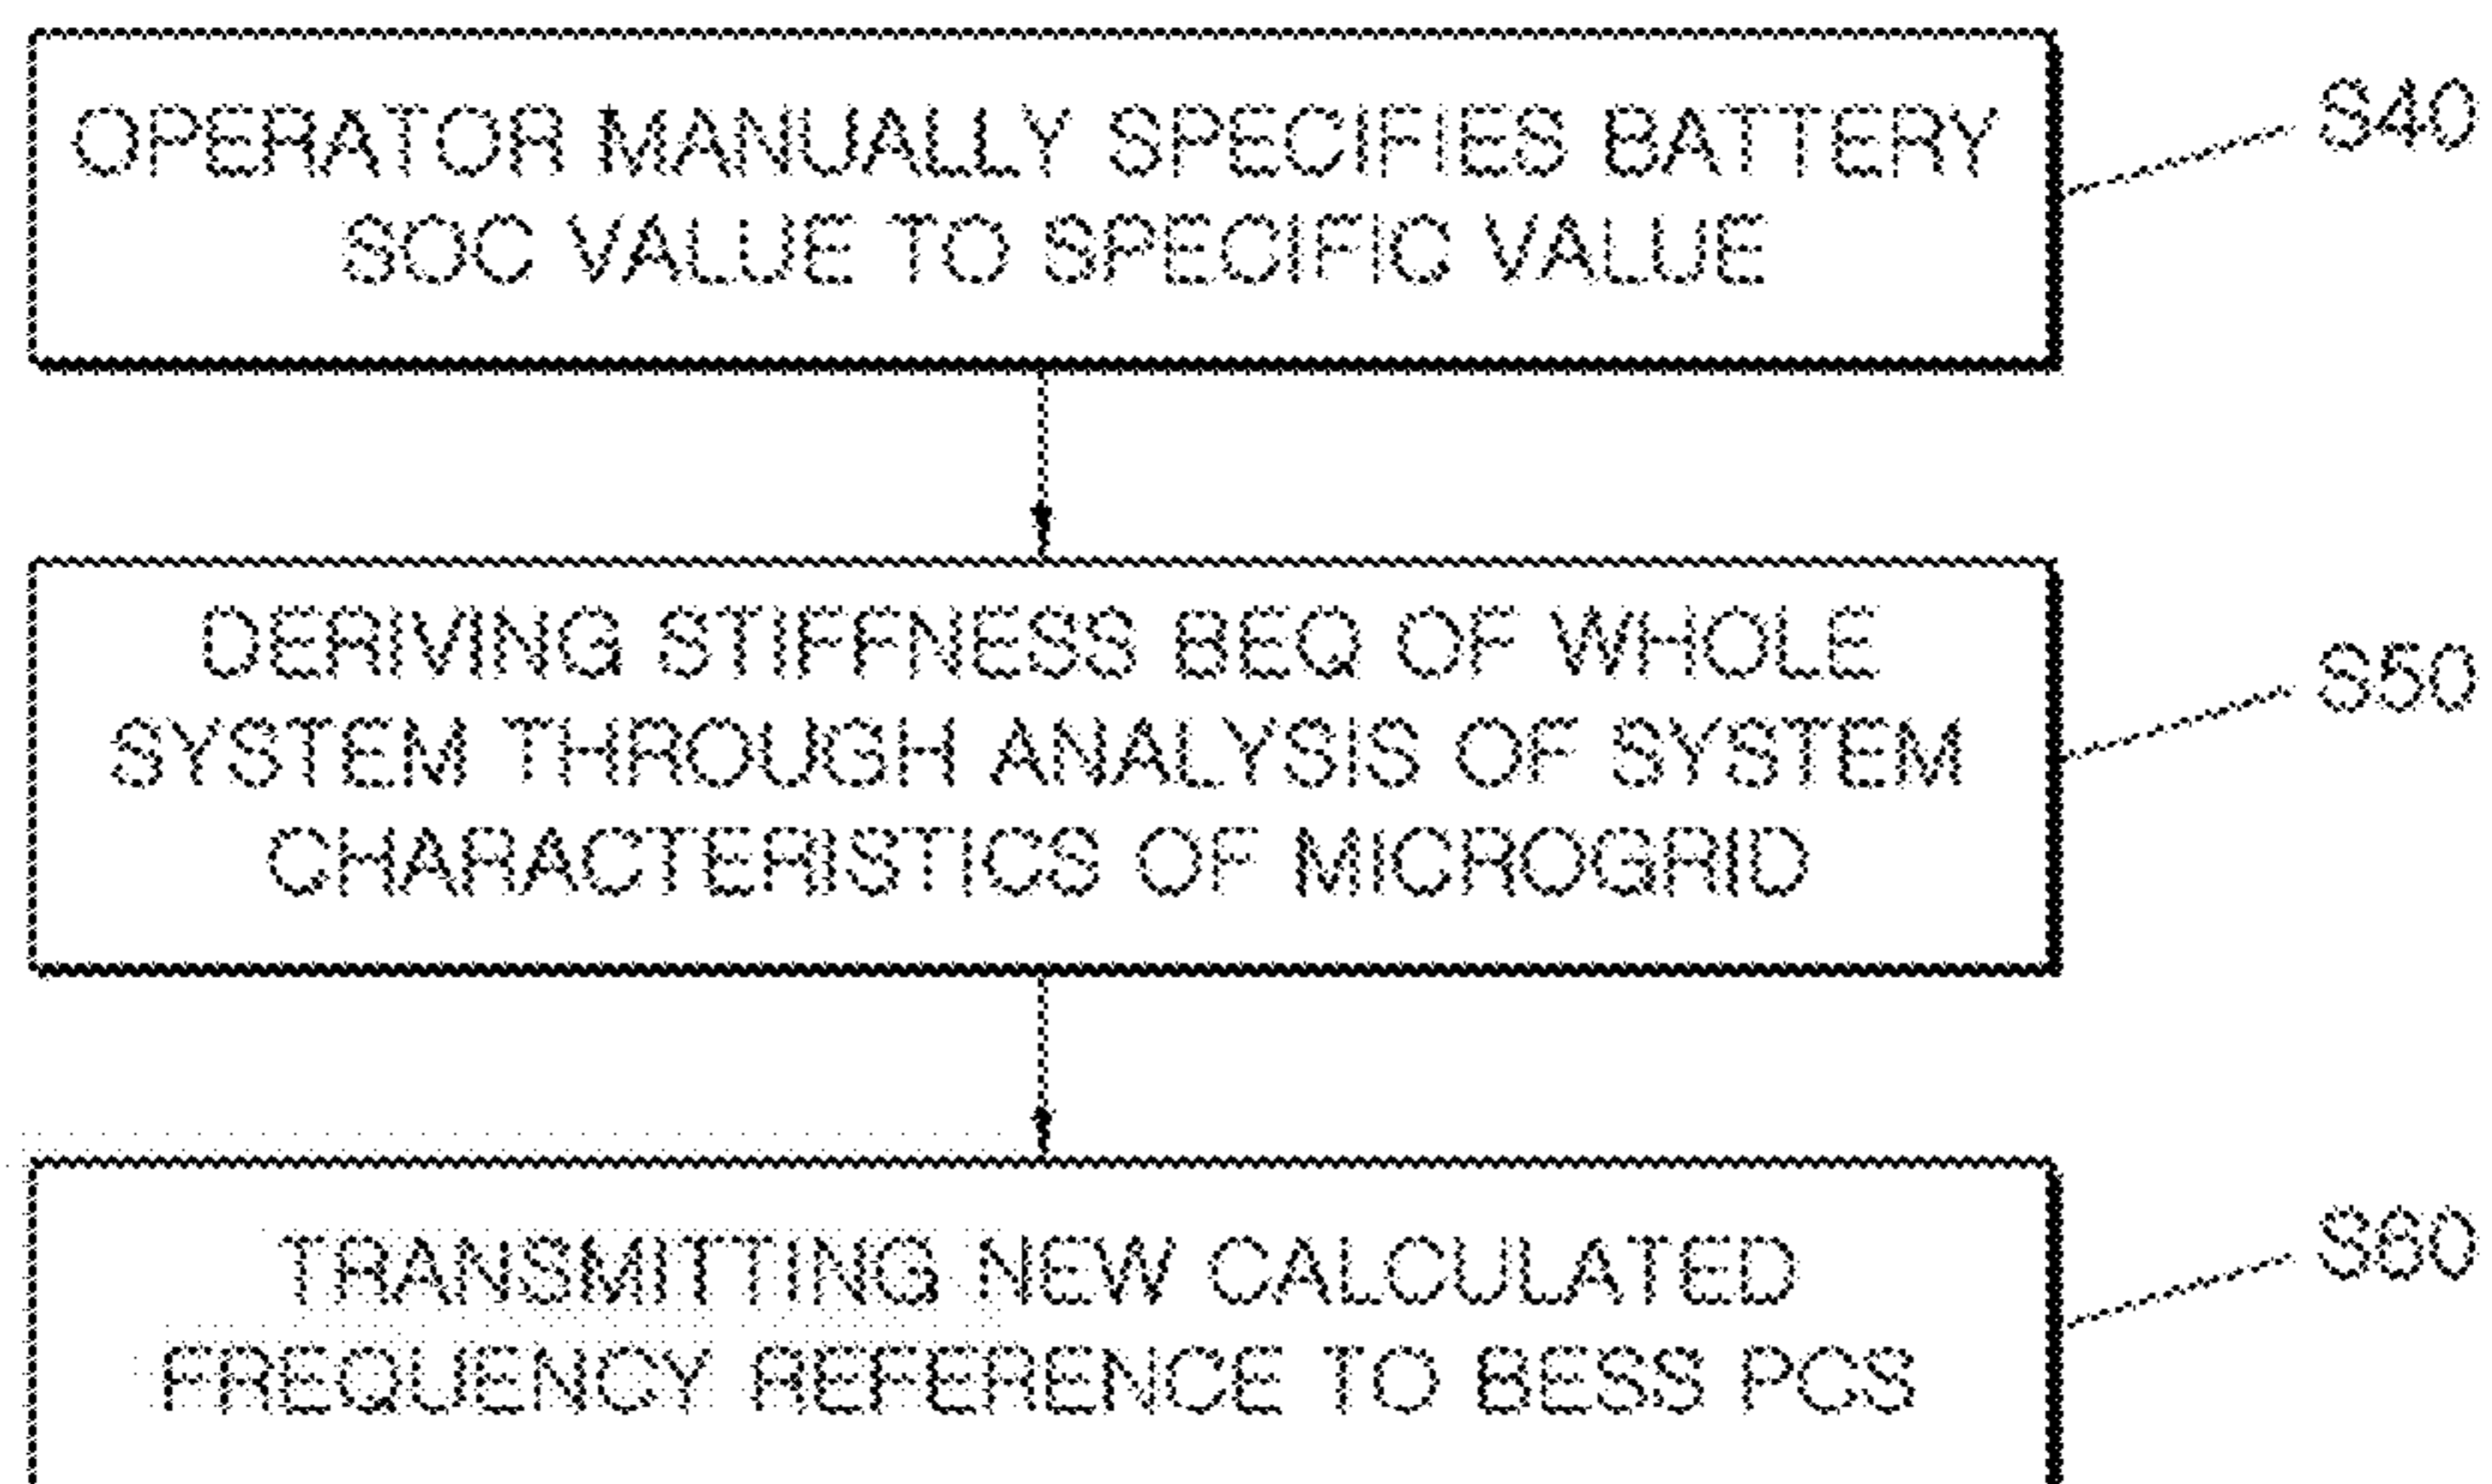 OPERATOR MANUALLY SPECIFIES BATTERY
SOC VALUE TO SPECIFIC VALUE
S40
DERIVING STIFFNESS BEQ OF WHOLE
SYSTEM THROUGH ANALYSIS OF SYSTEM
CHARACTERISTICS OF MICROGRID
S50
TRANSMITTING NEW CALCULATED
FREQUENCY REFERENCE TO BESS PCS